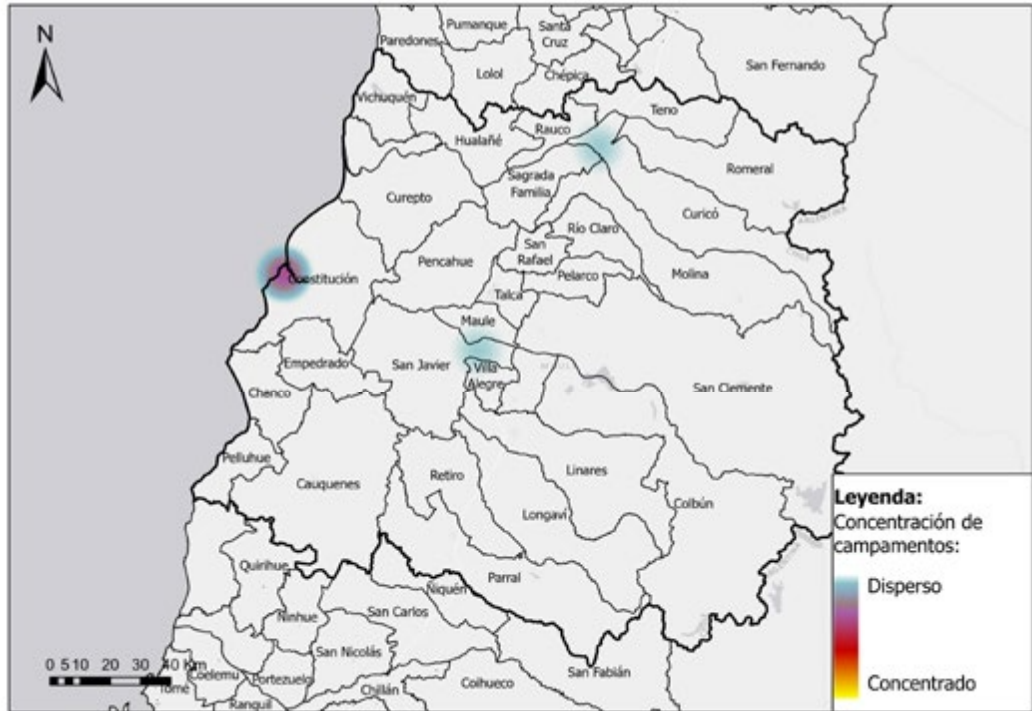 N
Pumanque
Santa
Cruz
Paredones
San Fernando
Lolol
Chépica
Vichuquén
Teno
Rauco
Hualañé
Romeral
Sagrada
Familia
Curepto
Curicó
Río Claro
San
Rafael
Pencahue
Molina
Pelarco
Constitución
Talca
Maule
Empedrado
San Javier
Villa
Alegre
San Clemente
Chanco
Pelluhue
Cauquenes
Retiro
Linares
Colbún
Longaví
Parral
Quirihue
Ñiquén
San Carlos
Ninhue
San Nicolás
San Fabián
Coihueco
Portezuelo
Coelemu
Tomé
Chillán
Ranquil
0 5 10 20 30 40 Km
Leyenda:
Concentración de
campamentos:
Disperso
Concentrado